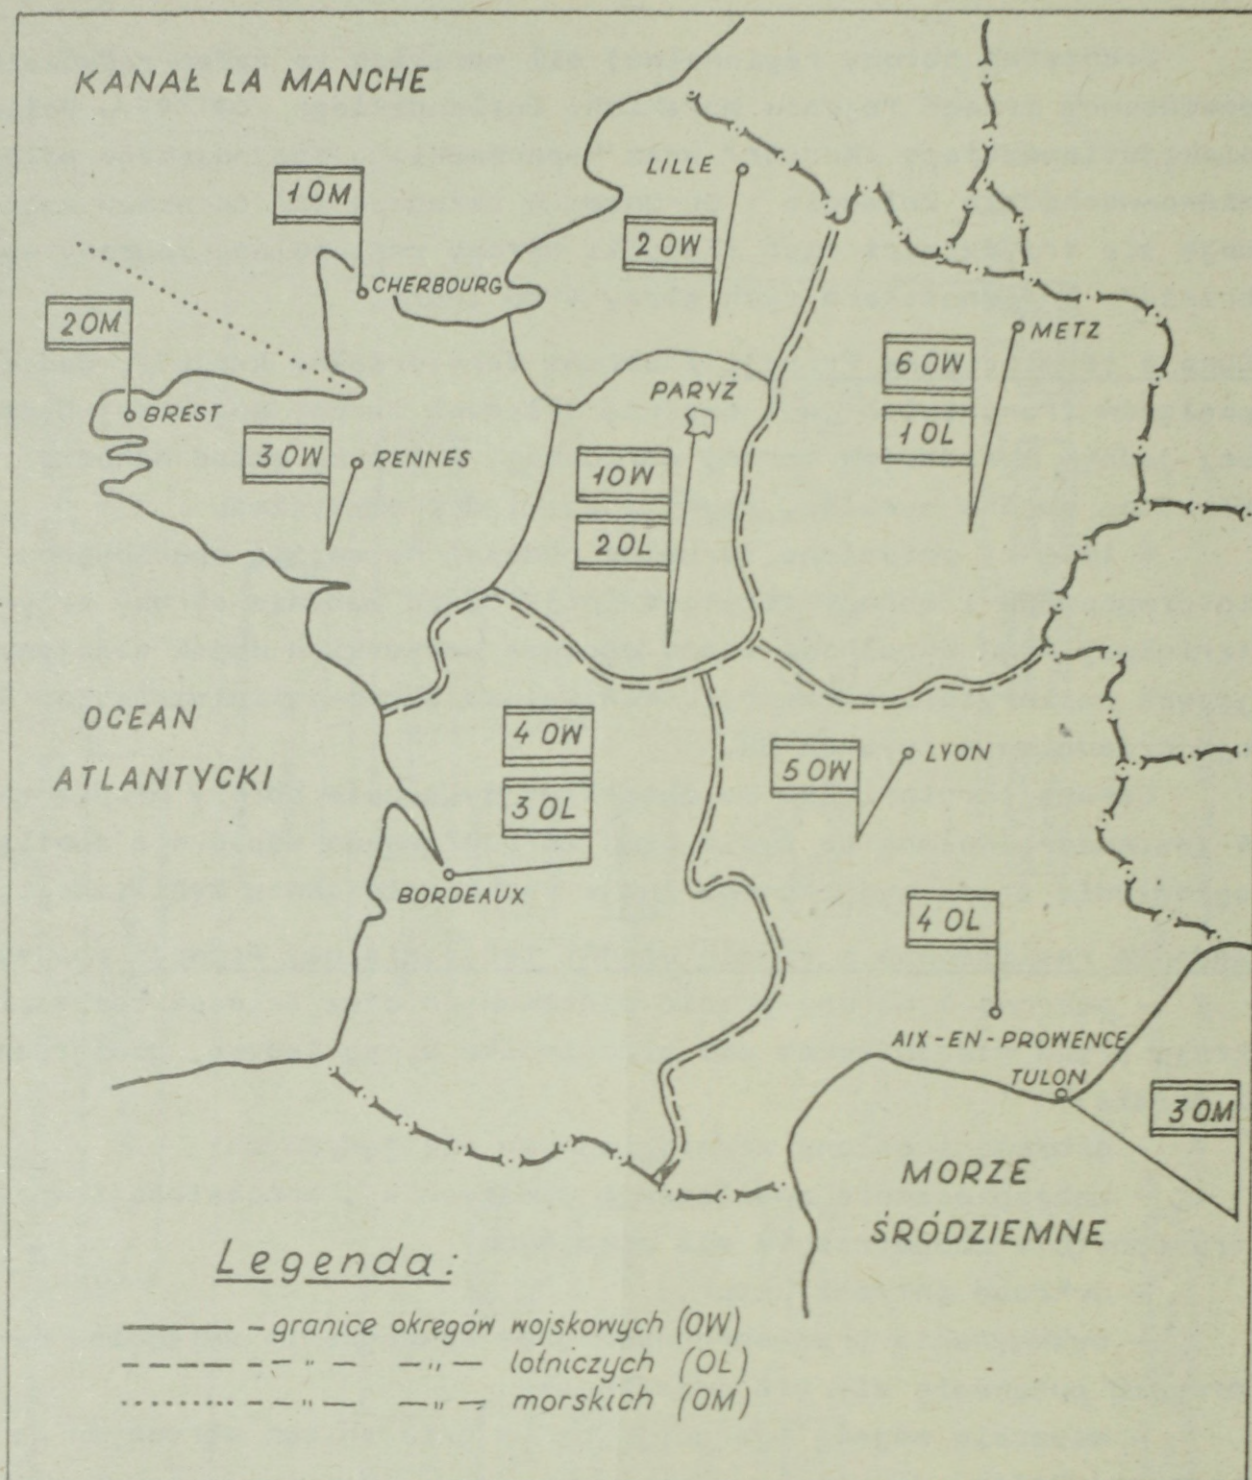 KANAŁ LA MANCHE
LILLE
1 OM
2 OW
CHERBOURG
2 OM
METZ
6 OW
PARYŻ
BREST
1 OL
3 OW
RENNES
1 OW
2 OL
OCEAN
ATLANTYCKI
4 OW
5 OW
LYON
3 OL
BORDEAUX
4 OL
AIX-EN-PROWENCE
TULON
3 OM
MORZE
ŚRÓDZIEMNE
Legenda:
- granice okręgów wojskowych (OW)
- " - - " - lotniczych (OL)
- " - - " - morskich (OM)